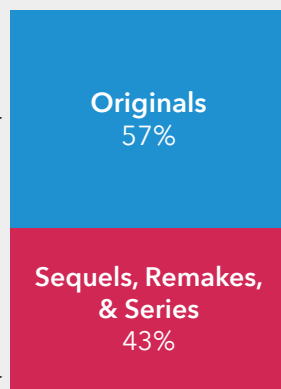 Originals
57%
Sequels, Remakes,
& Series
43%